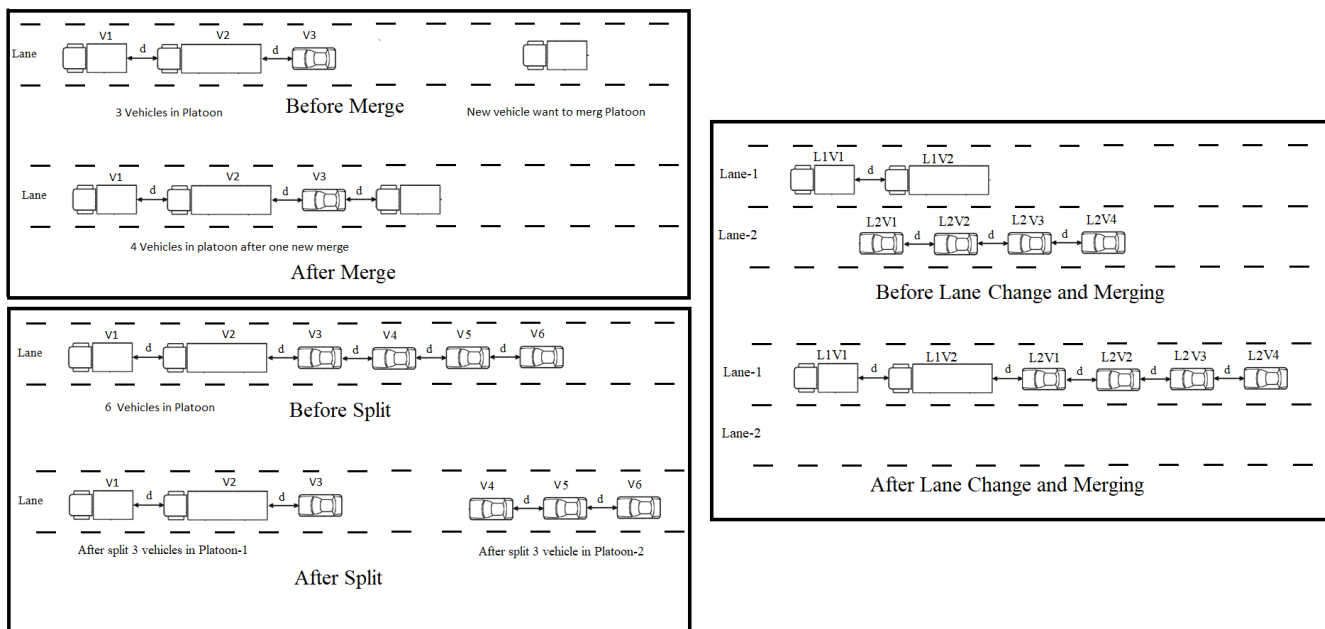 V1 V2 V3
Lane d d
3 Vehicles in Platoon Before Merge New vehicle want to merg Platoon
V1 V2 V3
Lane d d d
4 Vehicles in platoon after one new merge
After Merge
V1 V2 V3 V4 V5 V6
Lane d d d d d
6 Vehicles in Platoon Before Split
V1 V2 V3 V4 V5 V6
Lane d d d d
After split 3 vehicles in Platoon-1 After split 3 vehicle in Platoon-2
After Split
L1V1 L1V2
Lane-1 d
L2V1 L2V2 L2V3 L2V4
Lane-2 d d d
Before Lane Change and Merging
L1V1 L1V2 L2V1 L2V2 L2V3 L2V4
Lane-1 d d d d d
Lane-2
After Lane Change and Merging